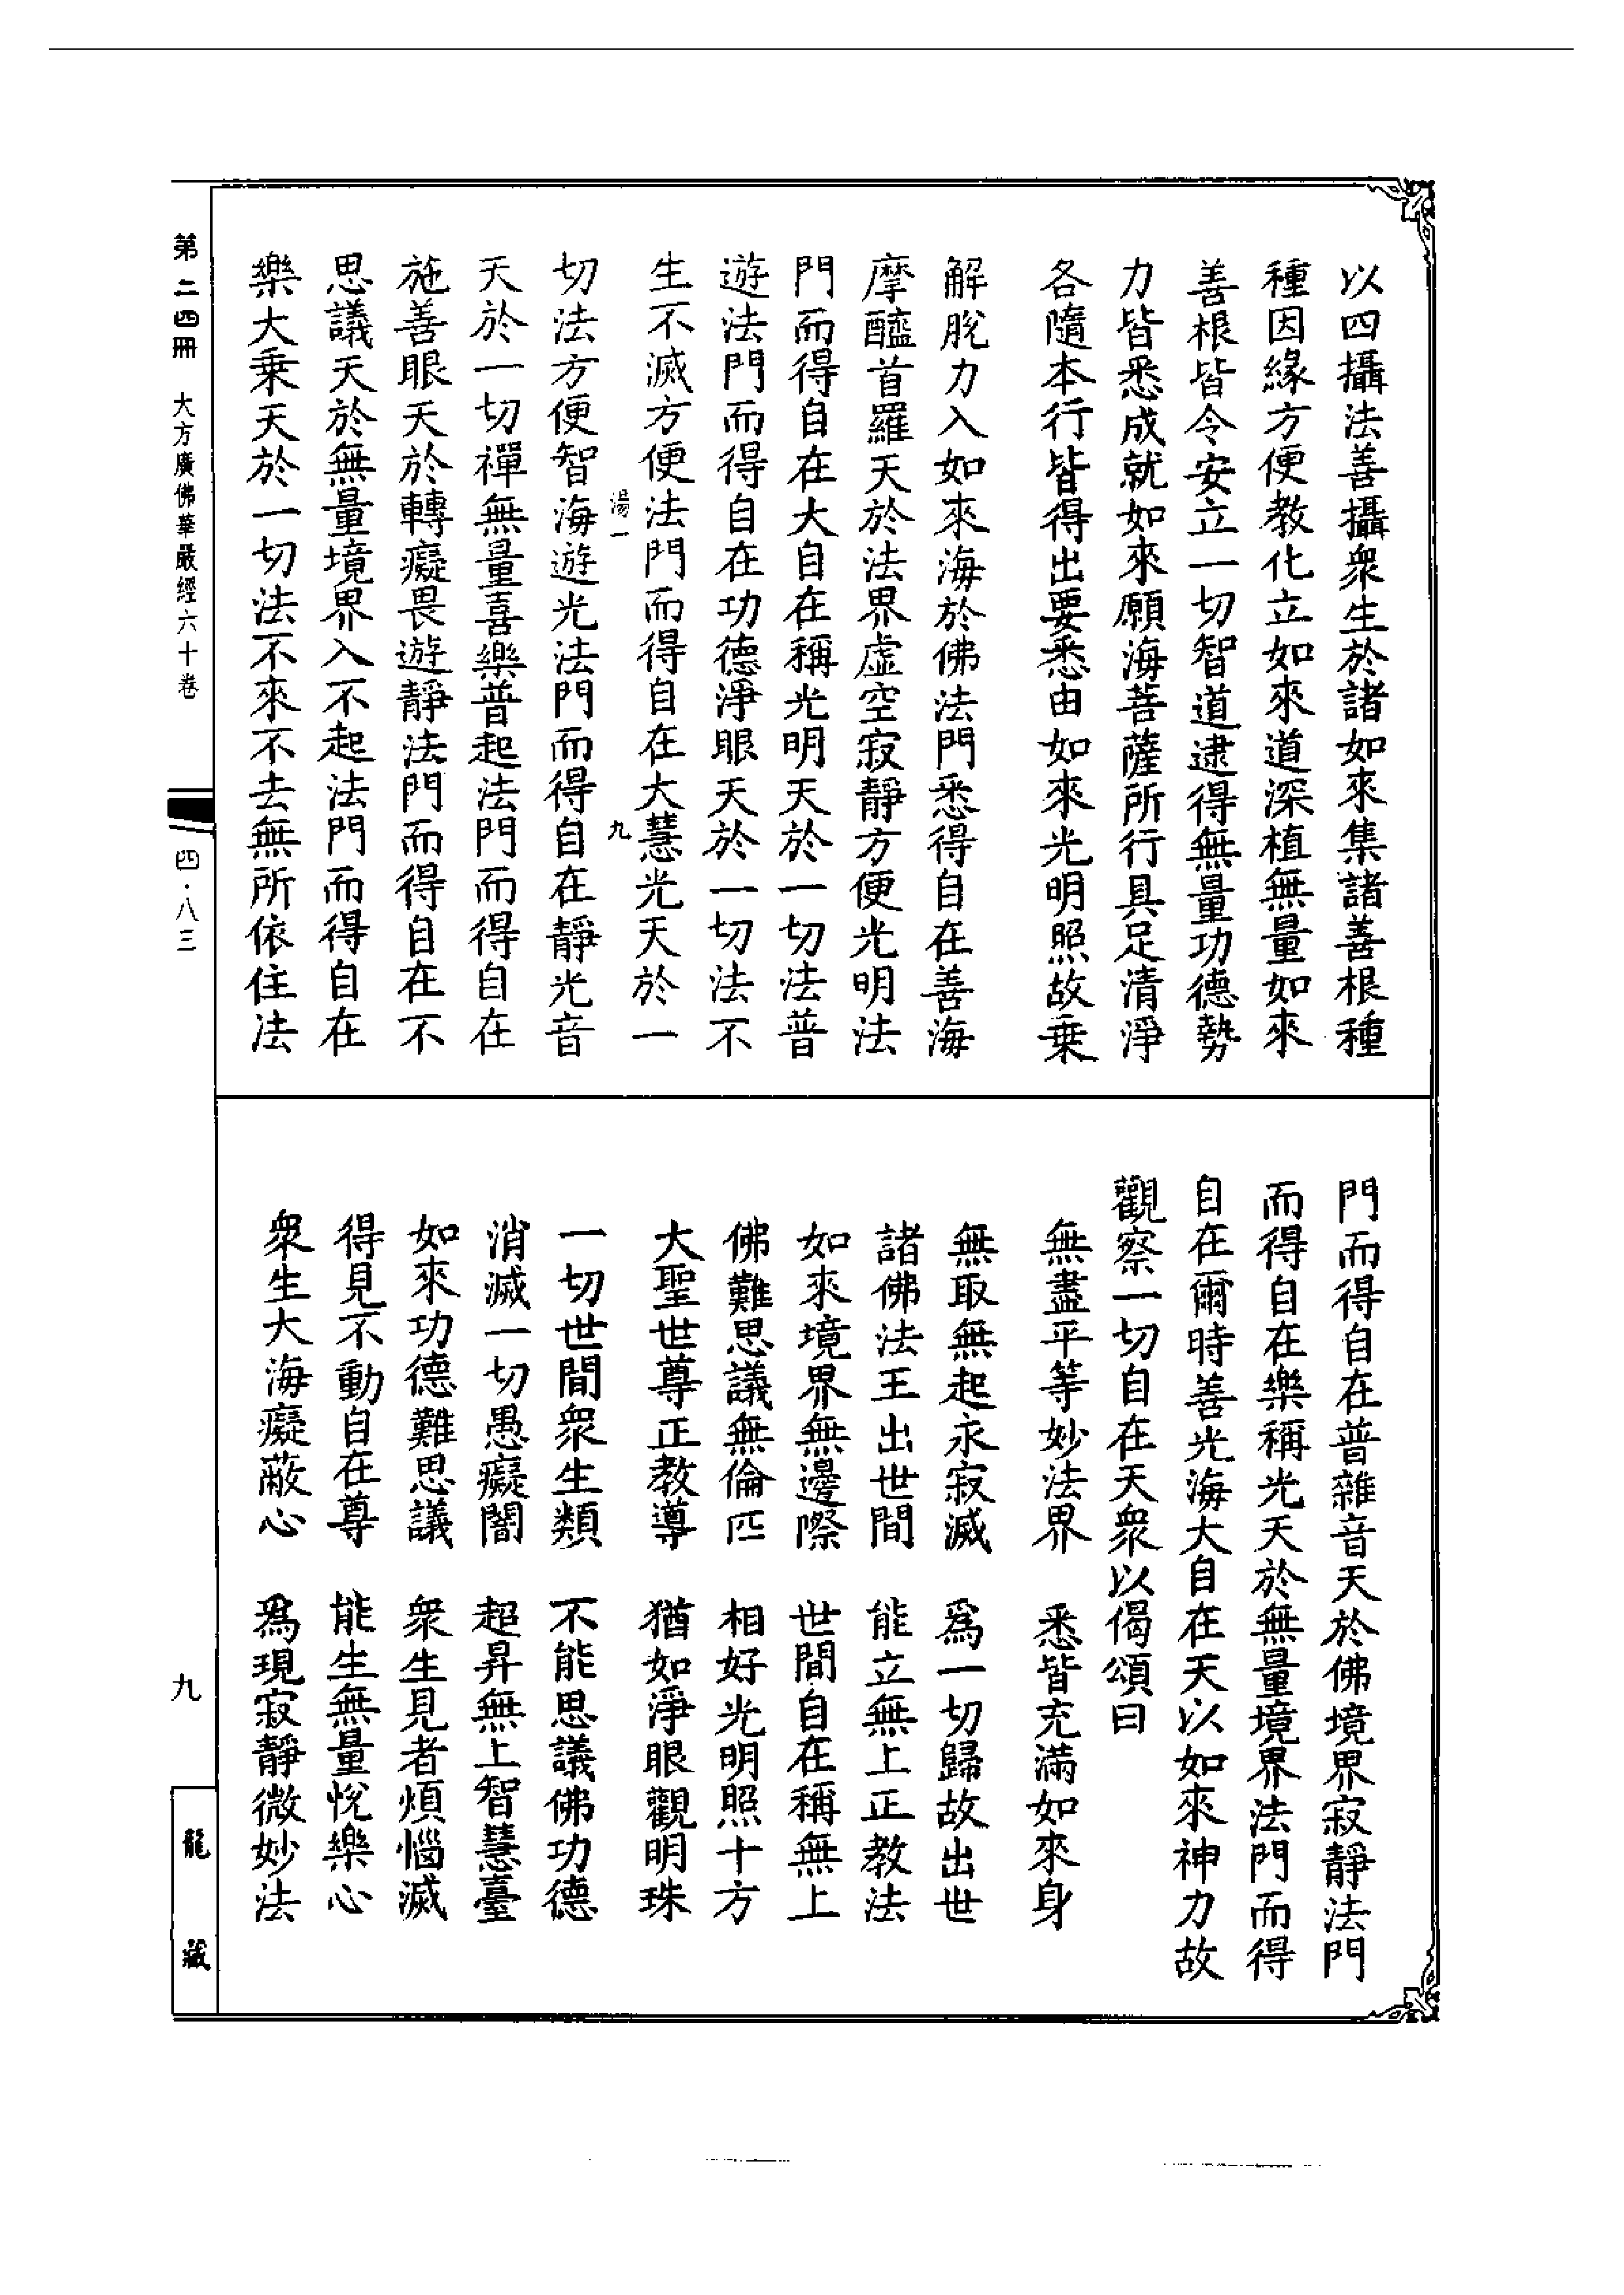 以四攝法善攝衆生於諸如來集諸善根種
種因緣方便教化立如來道深植無量如來
善根皆令安立一切智道逮得無量功德勢
力皆悉成就如來願海菩薩所行具足清淨
各隨本行皆得出要悉由如來光明照故乗
解脫力入如來海於佛法門悉得自在善海
摩醯首羅天於法界虛空寂靜方便光明法
門而得自在大自在稱光明天於一切法普
遊法門而得自在功德淨眼天於一切法不
生不滅方便法門而得自在大慧光天於一
湯一 九
切法方便智海遊光法門而得自在靜光音
天於一切禪無量喜樂普起法門而得自在
施善眼天於轉癡畏遊靜法門而得自在不
思議天於無量境界入不起法門而得自在
樂大乗天於一切法不來不去無所依住法
門而得自在普雜音天於佛境界寂靜法門
而得自在樂稱光天於無量境界法門而得
自在爾時善光海大自在天以如來神力故
觀察一切自在天衆以偈頌曰
無盡平等妙法界 悉皆充滿如來身
無取無起永寂滅 爲一切歸故出世
諸佛法王出世間 能立無上正教法
如來境界無邊際 世間自在稱無上
佛難思議無倫匹 相好光明照十方
大聖世尊正教導 猶如淨眼觀明珠
一切世間衆生類 不能思議佛功德
消滅一切愚癡闇 超昇無上智慧臺
如來功德難思議 衆生見者煩惱滅
得見不動自在尊 能生無量悅樂心
衆生大海癡蔽心 爲現寂靜微妙法
第二四冊 大方廣佛華嚴經六十卷
四·八三
九
龍藏